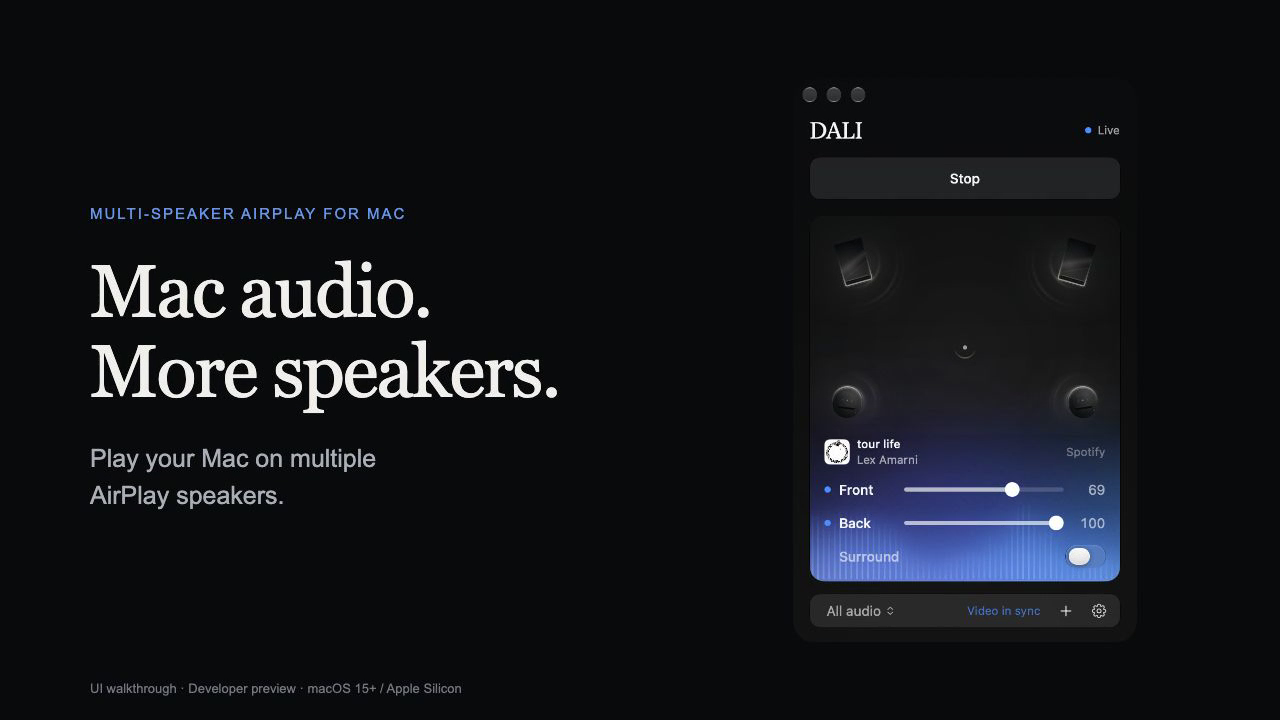 MULTI-SPEAKER AIRPLAY FOR MAC
Mac audio.
More speakers.
Play your Mac on multiple
AirPlay speakers.
UI walkthrough · Developer preview · macOS 15+ / Apple Silicon
DALI
Live
Stop
tour life
Lex Amarni
Spotify
Front 69
Back 100
Surround
All audio
Video in sync